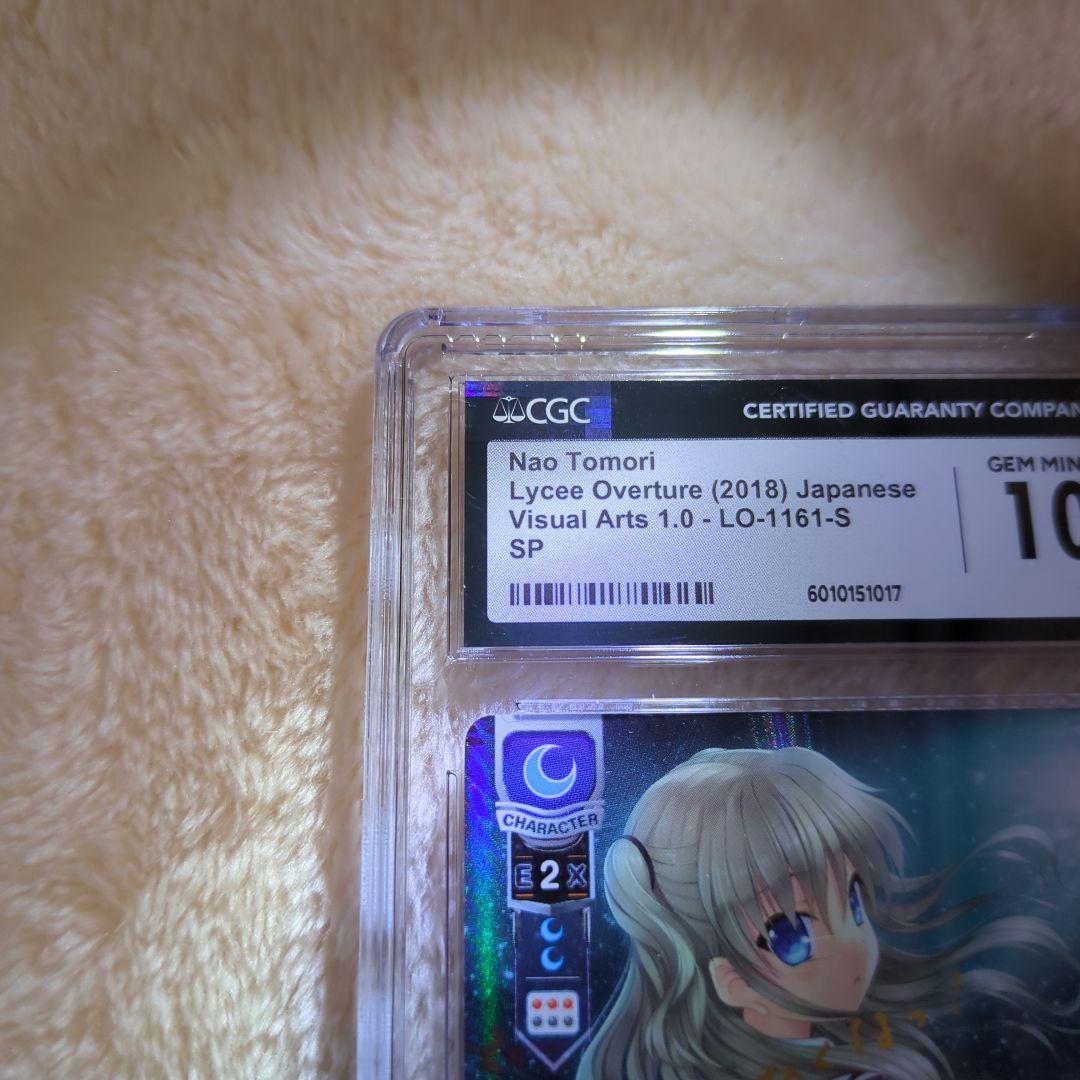 CGC
CERTIFIED GUARANTY COMPAN
Nao Tomori
Lycee Overture (2018) Japanese
Visual Arts 1.0 - LO-1161-S
SP
GEM MIN
10
6010151017
CHARACTER
E 2 X